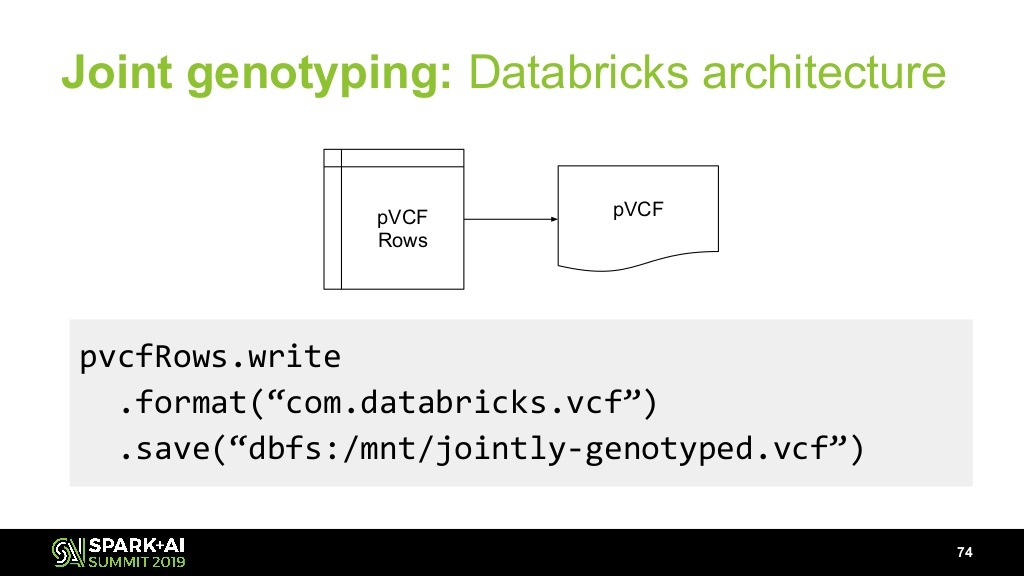 Joint genotyping: Databricks architecture
pVCF
Rows
pVCF
pvcfRows.write
.format(“com.databricks.vcf”)
.save(“dbfs:/mnt/jointly-genotyped.vcf”)
SPARK+AI
SUMMIT 2019
74